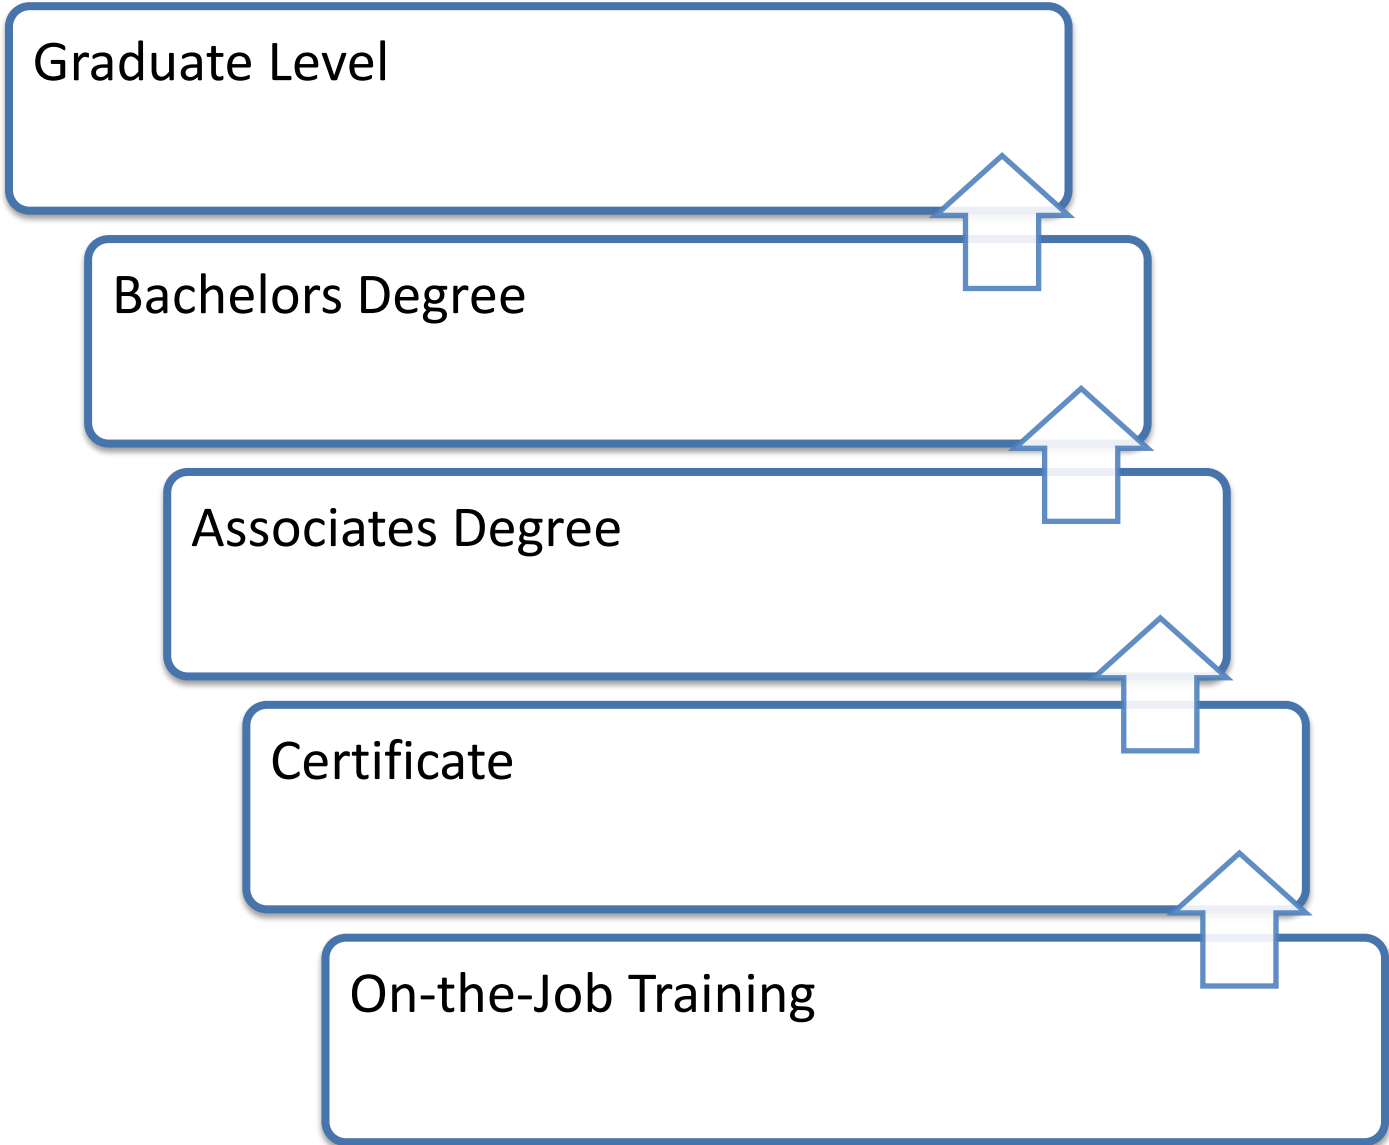 Graduate Level
Bachelors Degree
Associates Degree
Certificate
On-the-Job Training